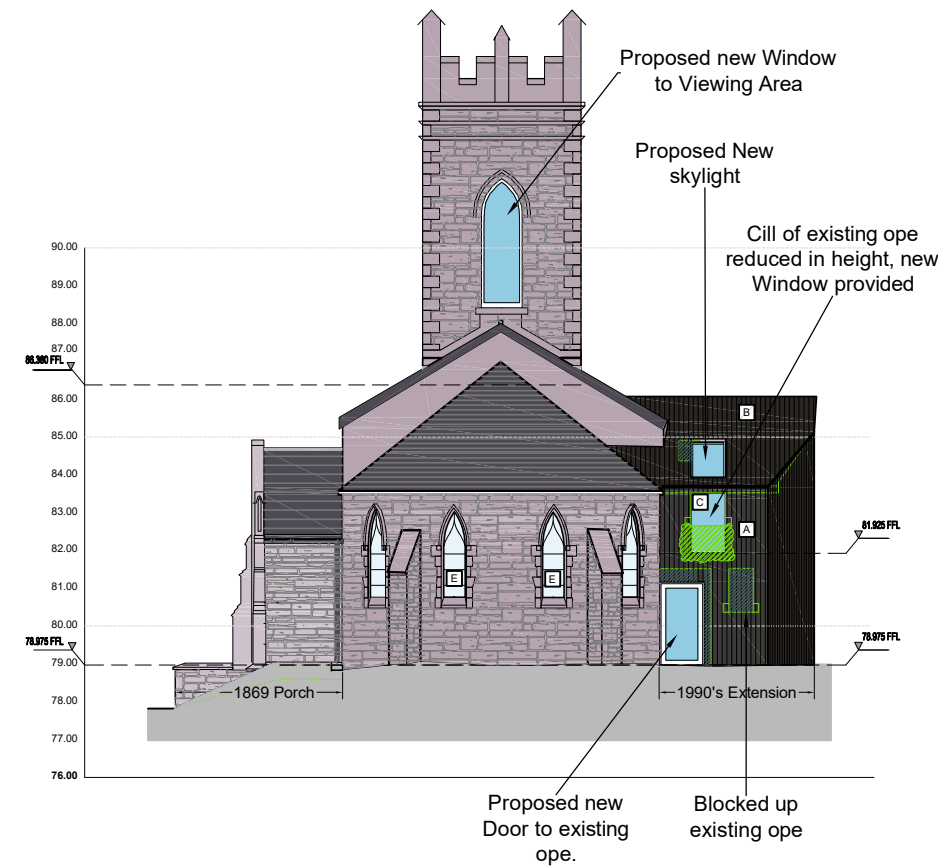 Proposed new Window
to Viewing Area
Proposed New
skylight
Cill of existing ope
reduced in height, new
Window provided
90.00
89.00
88.00
87.00
86.360 FFL
86.00
85.00
84.00
83.00
82.00
81.00
80.00
78.975 FFL
79.00
78.00
77.00
76.00
B
C
A
E
E
81.925 FFL
78.975 FFL
1869 Porch
1990's Extension
Proposed new
Door to existing
ope.
Blocked up
existing ope